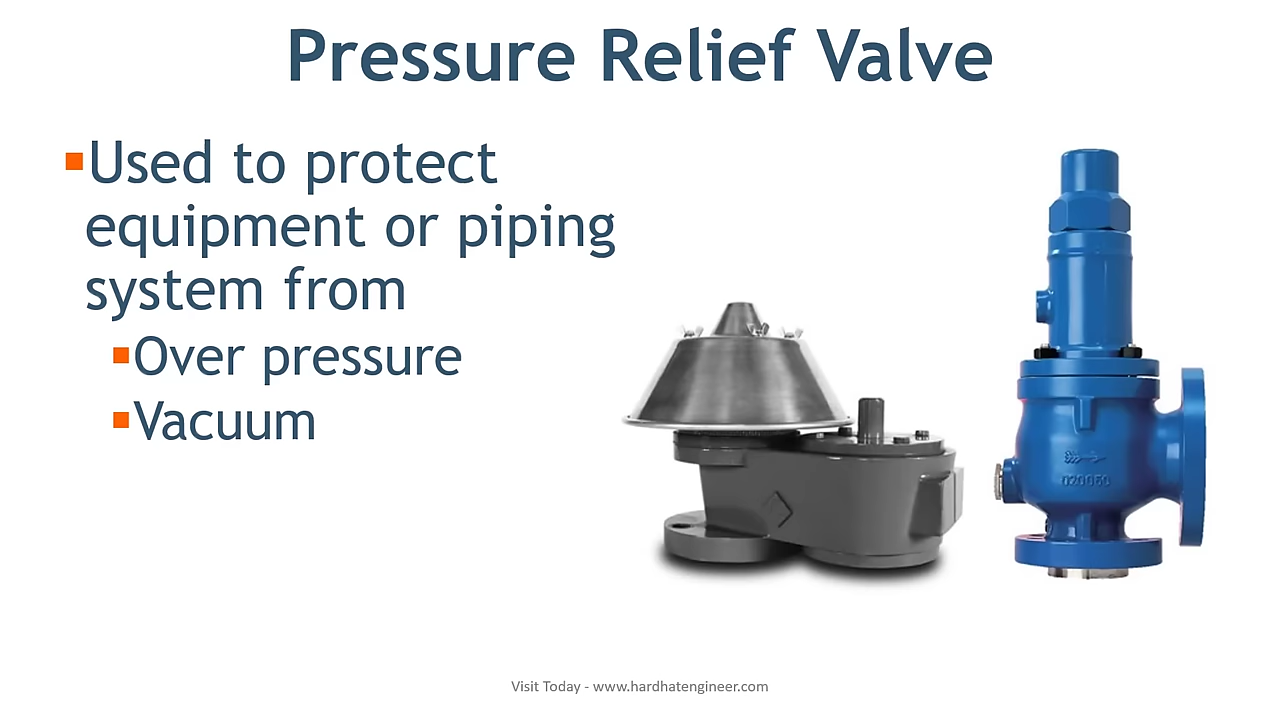 Pressure Relief Valve
Used to protect
equipment or piping
system from
Over pressure
Vacuum
020050
Visit Today - www.hardhatengineer.com